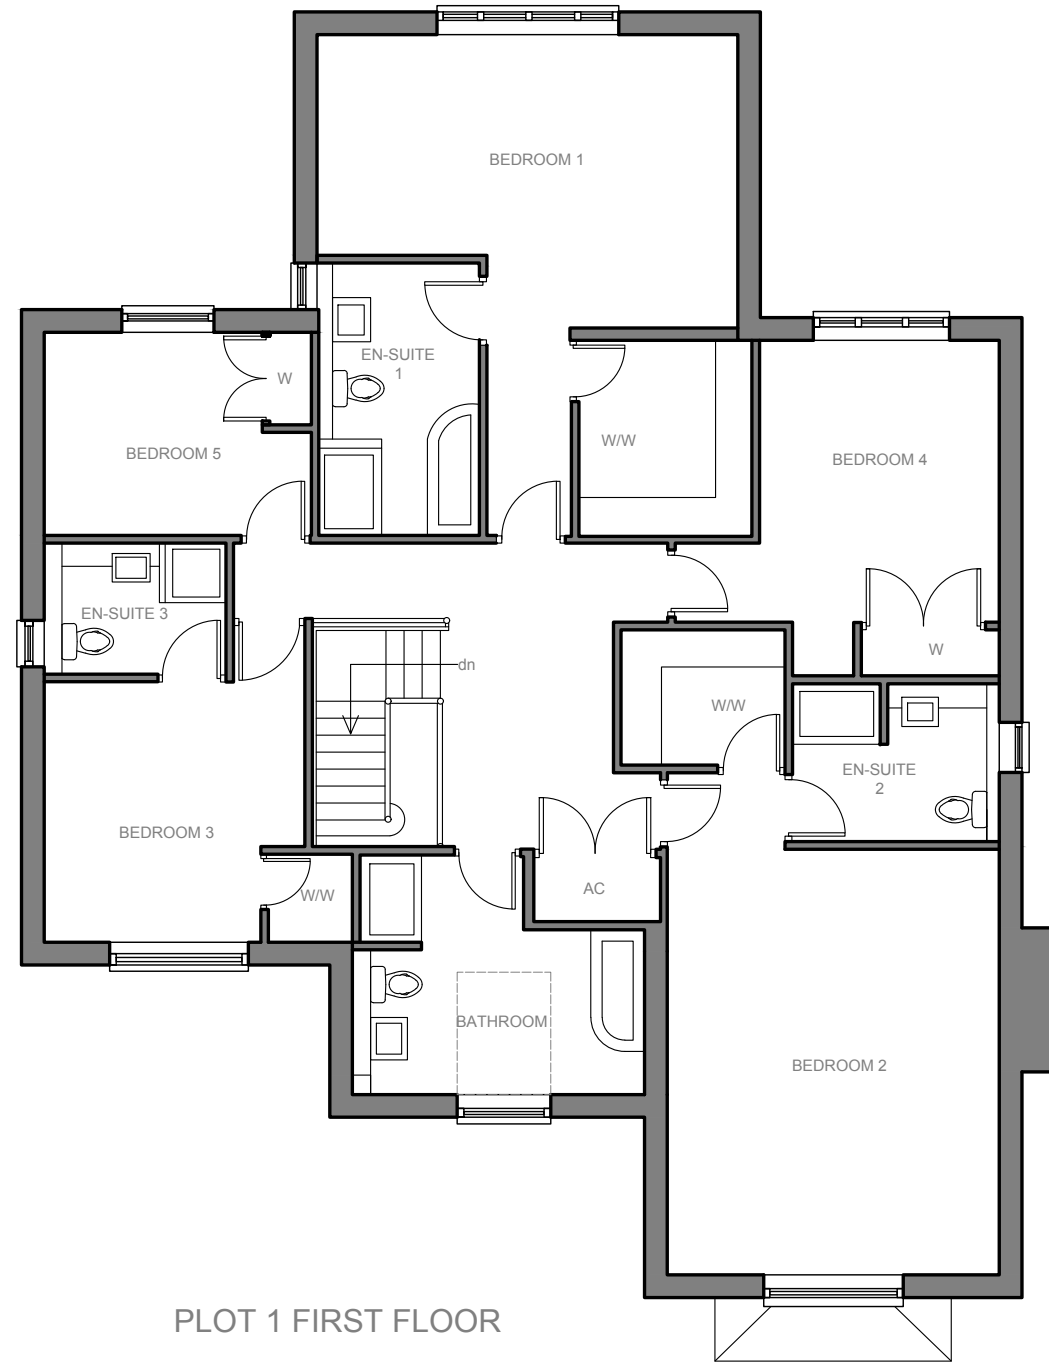 BEDROOM 1
EN-SUITE
1
W
W/W
BEDROOM 5
BEDROOM 4
EN-SUITE 3
dn
W
W/W
EN-SUITE
2
BEDROOM 3
W/W
AC
BATHROOM
BEDROOM 2
PLOT 1 FIRST FLOOR